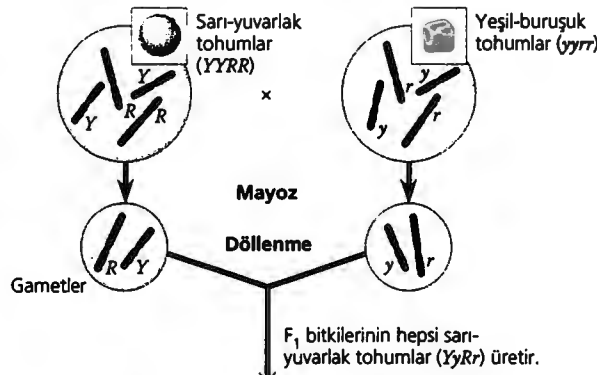 Sarı-yuvarlak
tohumlar
(YYRR)
Yeşil-buruşuk
tohumlar (yyrr)
Y
Y
R
R
×
y
r
y
r
Mayoz
Döllenme
R
Y
y
r
Gametler
F₁ bitkilerinin hepsi sarı-
yuvarlak tohumlar (YyRr) üretir.